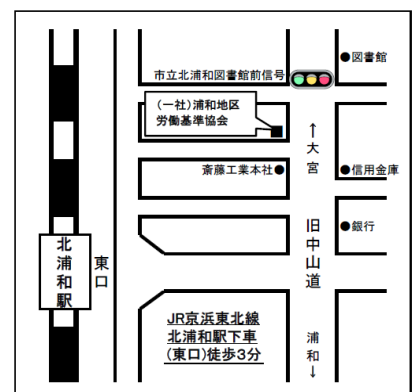 ●図書館
市立北浦和図書館前信号
(一社)浦和地区
労働基準協会
↑
大宮
斎藤工業本社●
●信用金庫
旧中山道
●銀行
北浦和駅
東口
JR京浜東北線
北浦和駅下車
(東口)徒歩3分
浦和↓